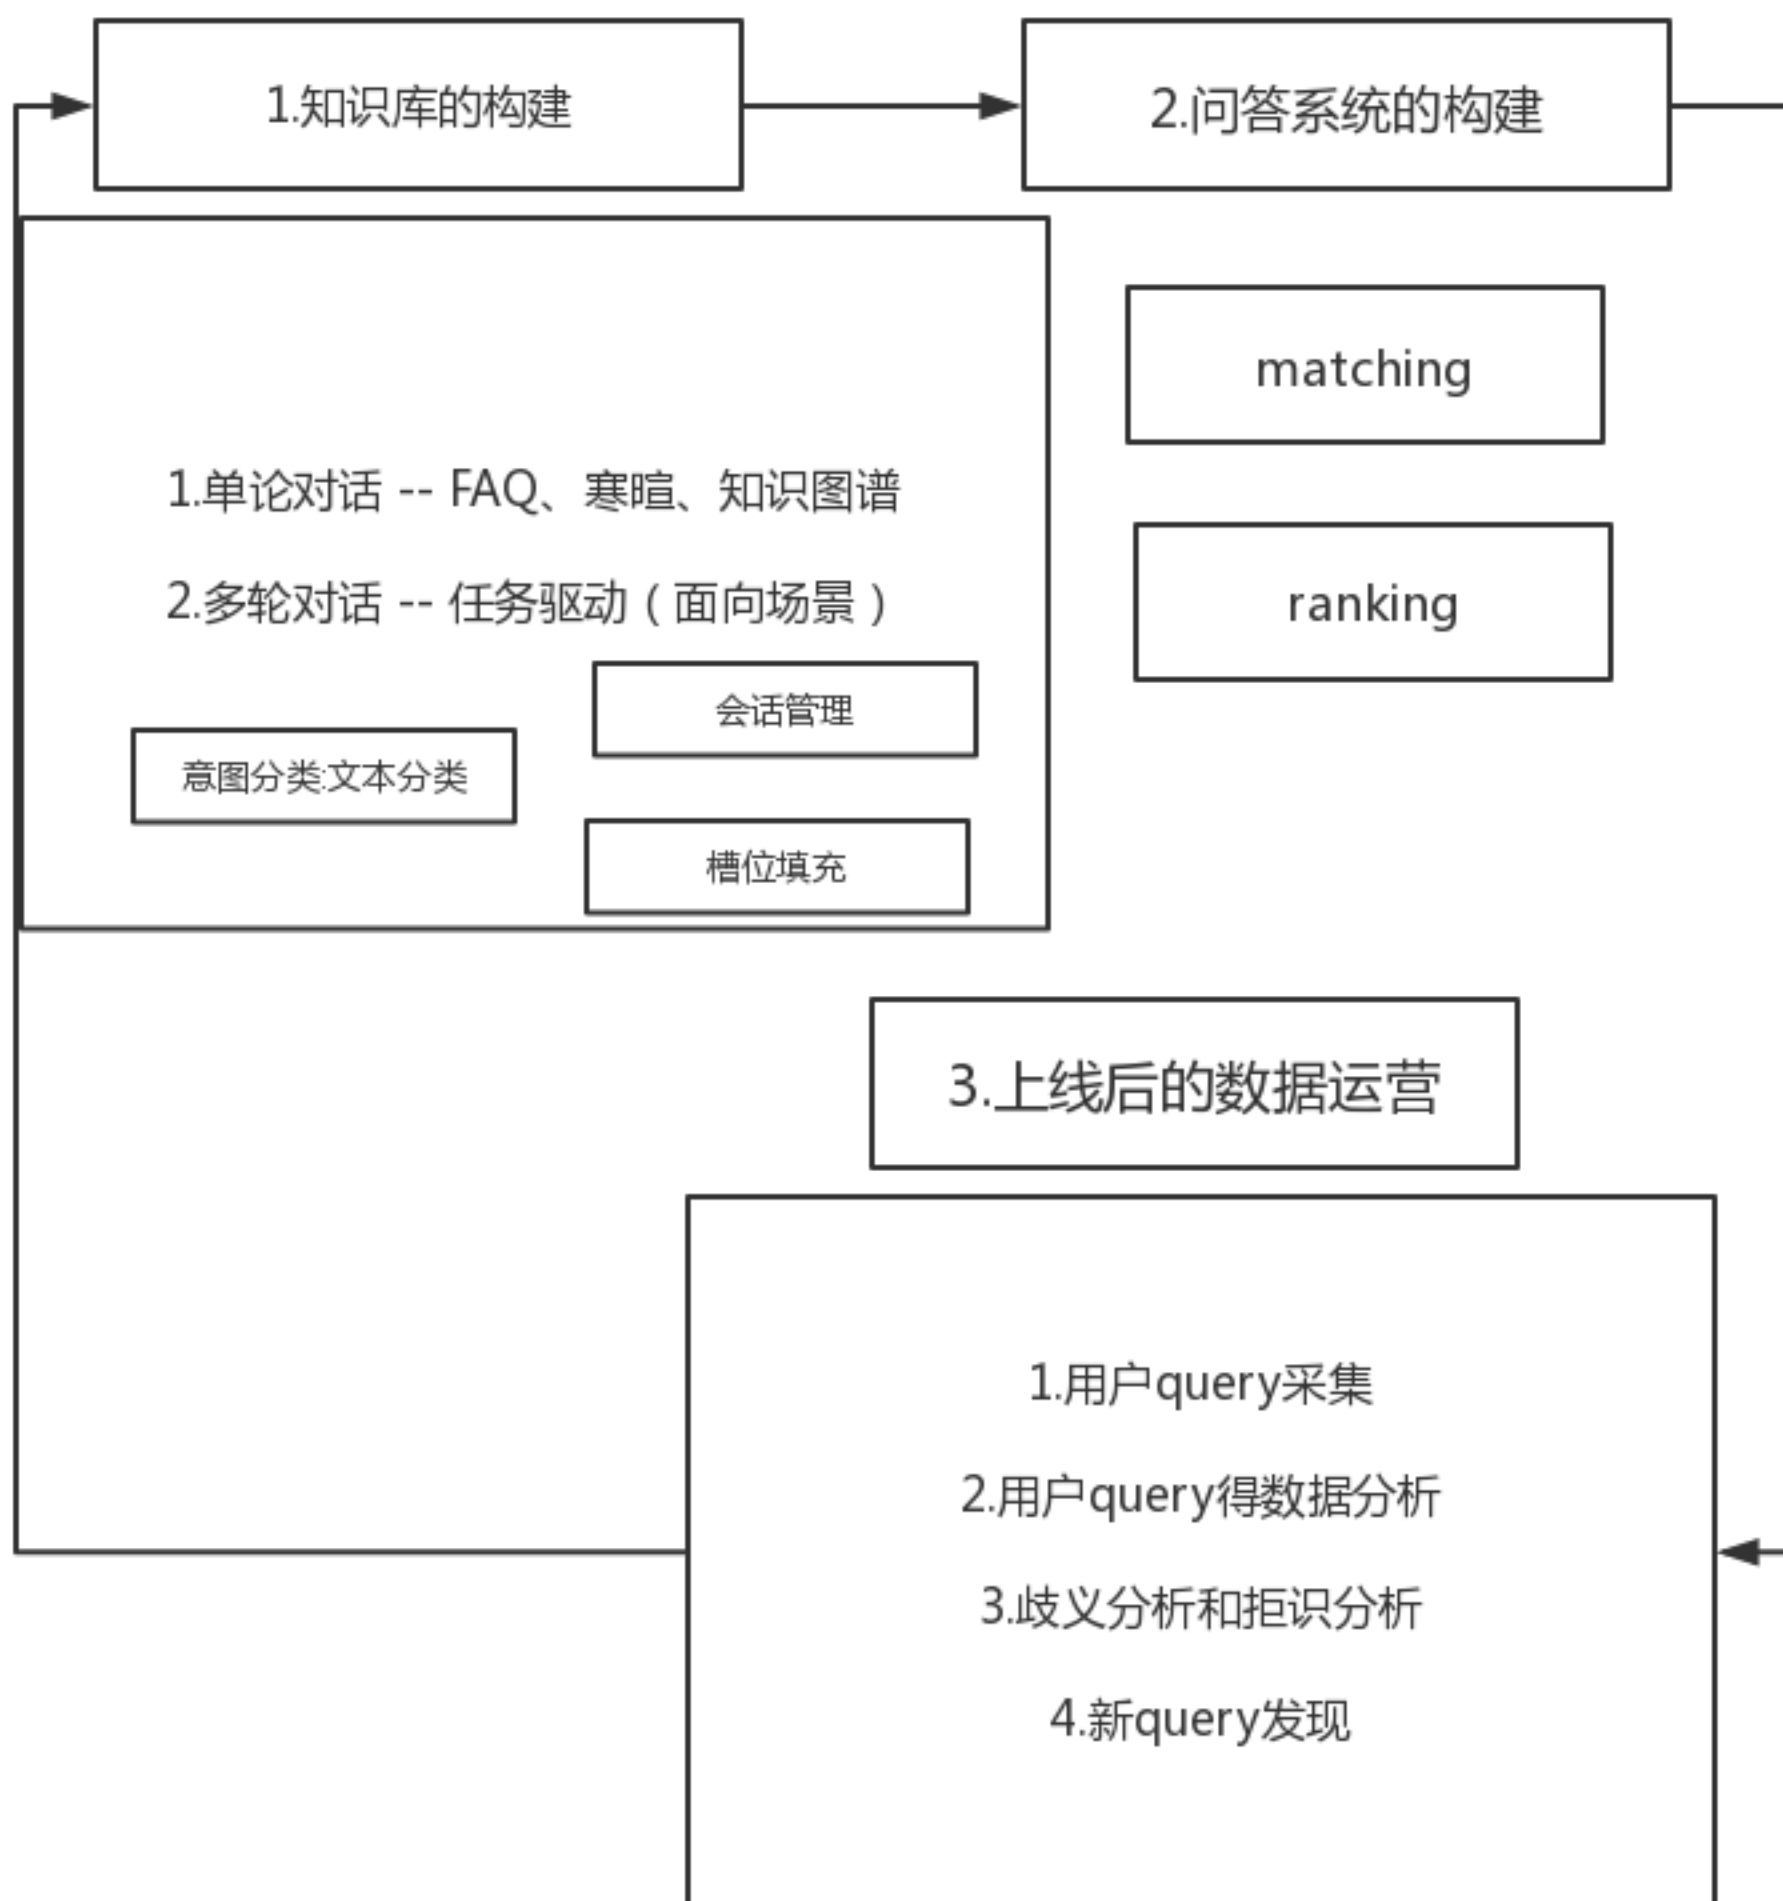 1.知识库的构建
2.问答系统的构建
matching
ranking
1.单论对话 -- FAQ、寒暄、知识图谱
2.多轮对话 -- 任务驱动（面向场景）
会话管理
意图分类:文本分类
槽位填充
3.上线后的数据运营
1.用户query采集
2.用户query得数据分析
3.歧义分析和拒识分析
4.新query发现